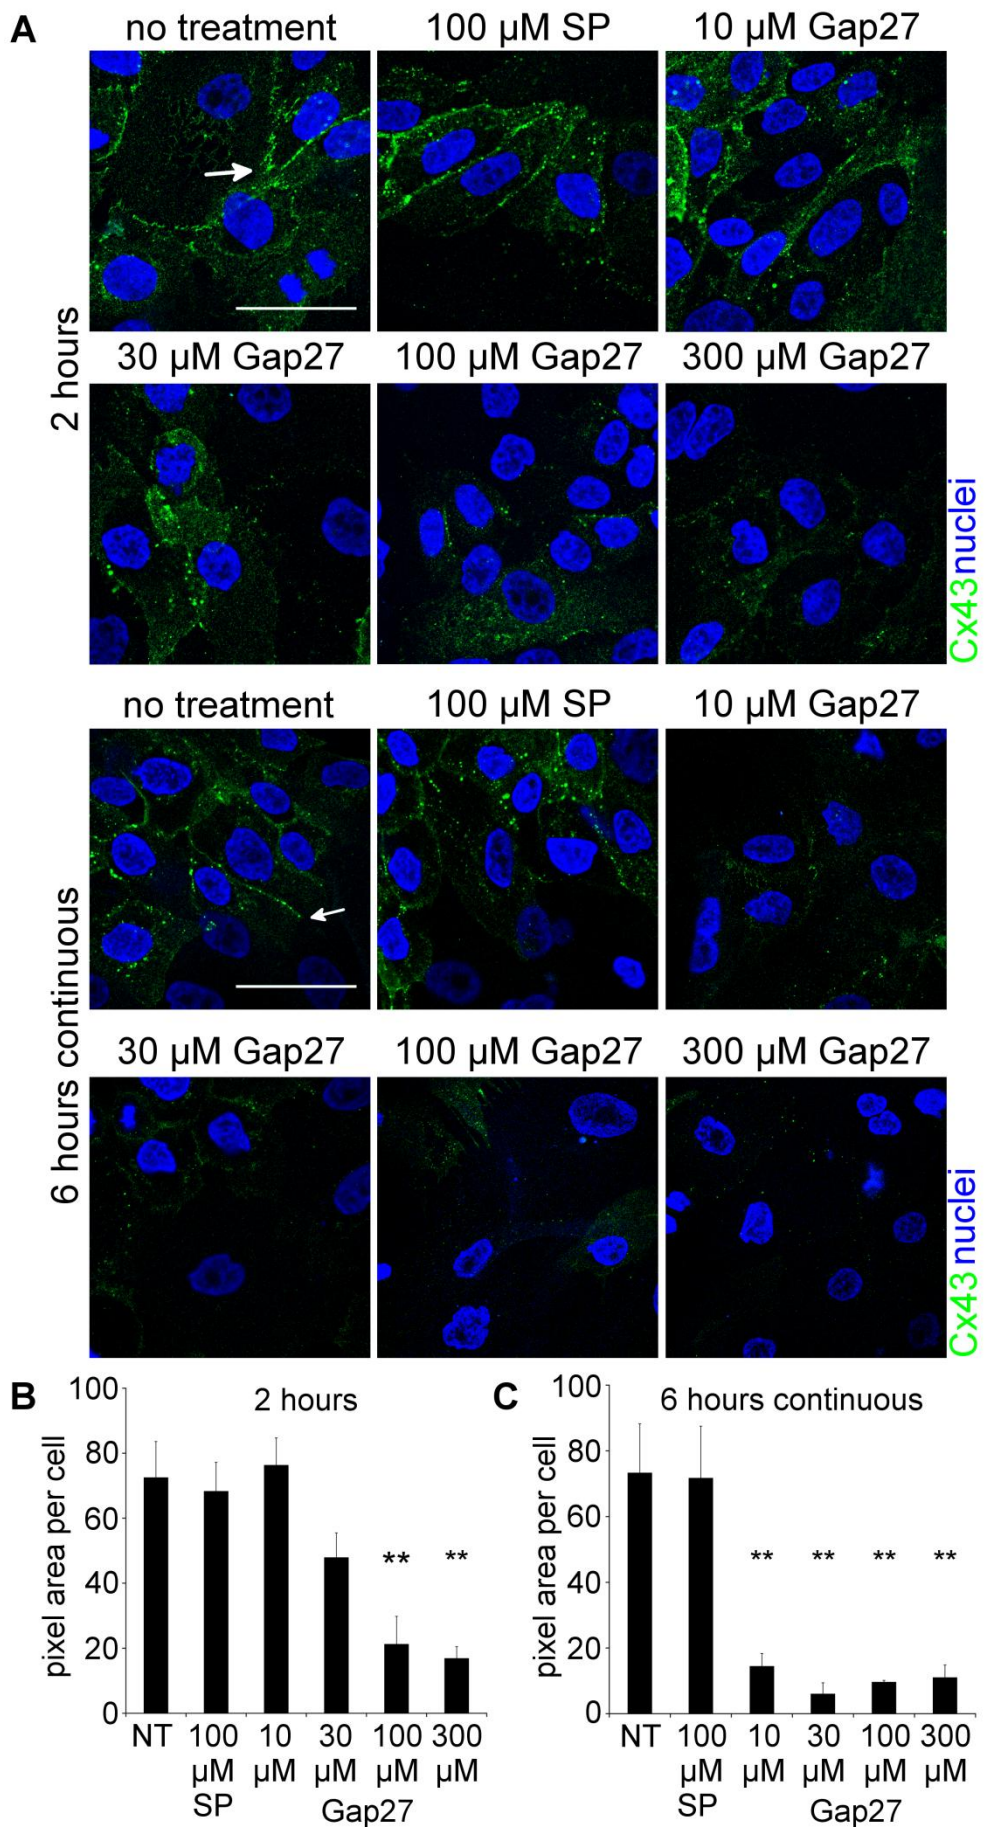 A
no treatment
100 µM SP
10 µM Gap27
2 hours
30 µM Gap27
100 µM Gap27
300 µM Gap27
Cx43 nuclei
no treatment
100 µM SP
10 µM Gap27
6 hours continuous
30 µM Gap27
100 µM Gap27
300 µM Gap27
Cx43 nuclei
B
2 hours
pixel area per cell
100
80
60
40
20
0
** **
NT 100 10 30 100 300
µM µM µM µM µM
SP Gap27
C
6 hours continuous
pixel area per cell
100
80
60
40
20
0
** ** ** **
NT 100 10 30 100 300
µM µM µM µM µM
SP Gap27